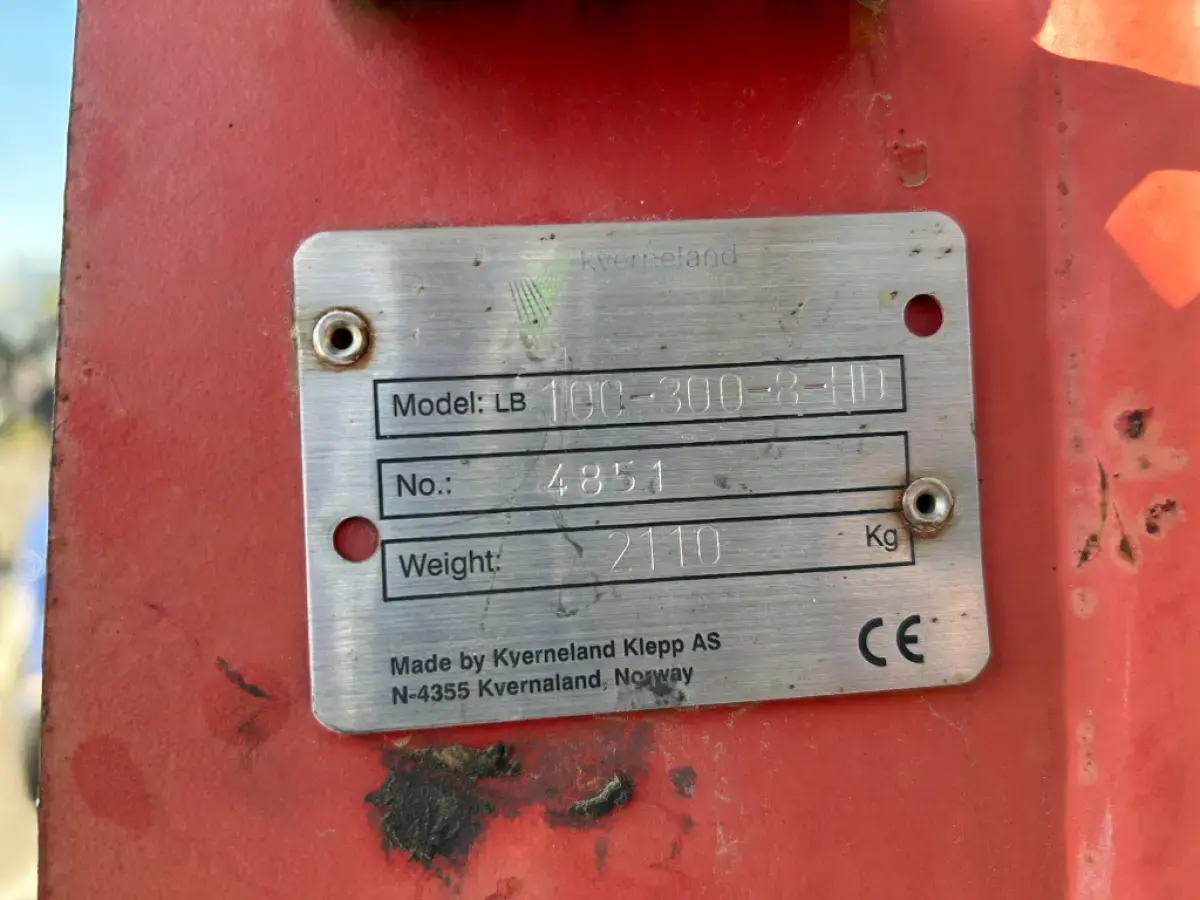 kverneland
Model: LB 100-300-8-HD
No.: 4851
Weight: 2110 Kg
Made by Kverneland Klepp AS
N-4355 Kvernaland, Norway
CE